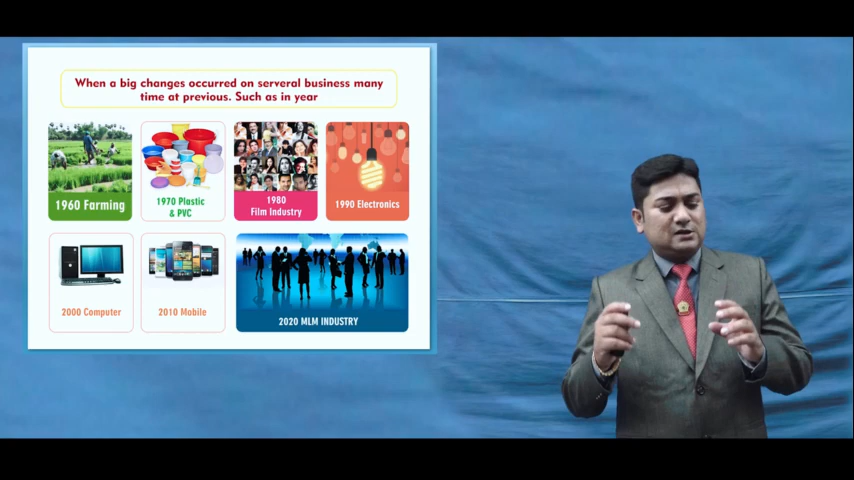 When a big changes occurred on serveral business many
time at previous. Such as in year
1960 Farming
1970 Plastic
& PVC
1980
Film Industry
1990 Electronics
2000 Computer
2010 Mobile
2020 MLM INDUSTRY